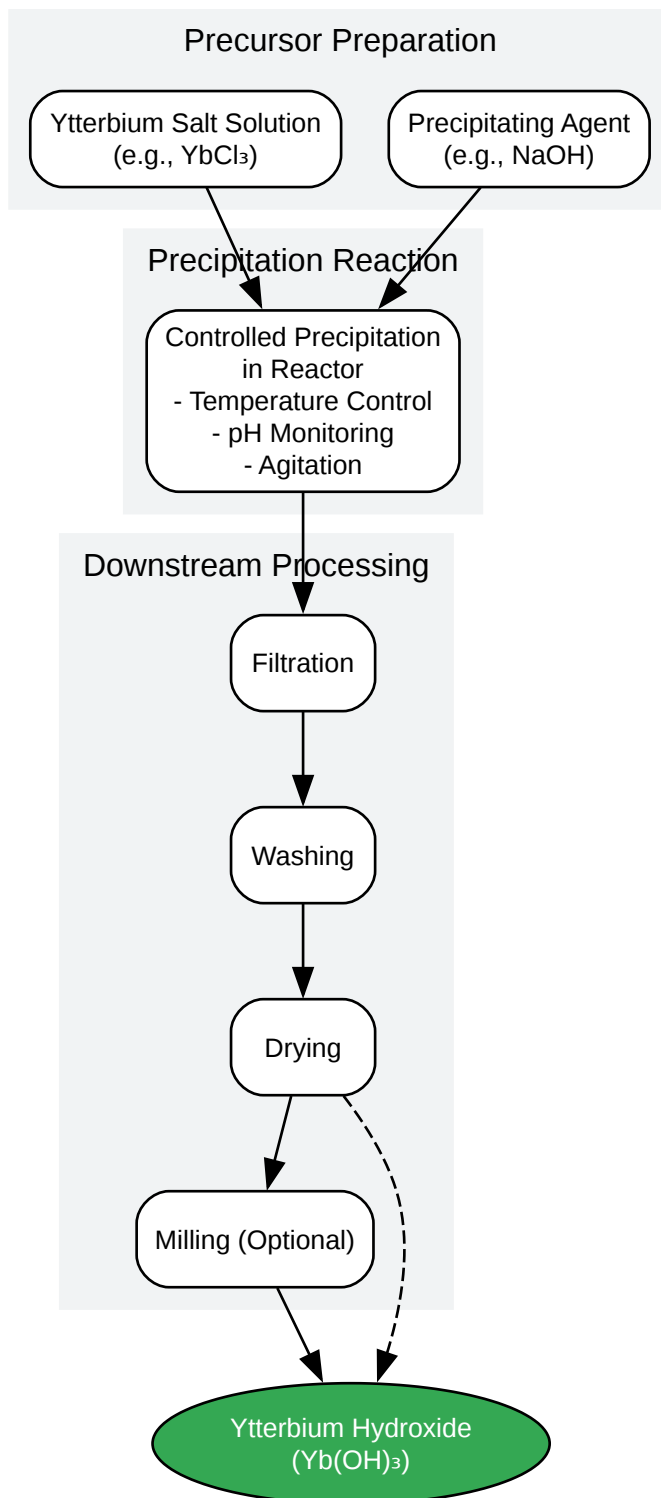 Precursor Preparation
Ytterbium Salt Solution
(e.g., YbCl₃)
Precipitating Agent
(e.g., NaOH)
Precipitation Reaction
Controlled Precipitation
in Reactor
- Temperature Control
- pH Monitoring
- Agitation
Downstream Processing
Filtration
Washing
Drying
Milling (Optional)
Ytterbium Hydroxide
(Yb(OH)₃)